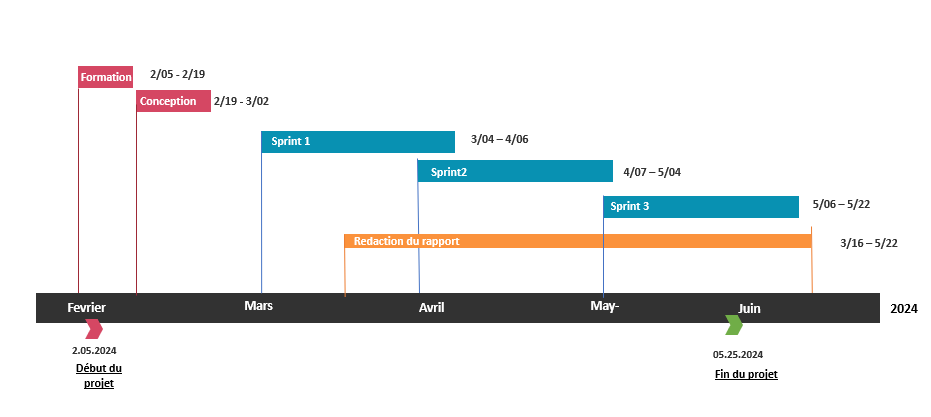 Formation
2/05 - 2/19
Conception
2/19 - 3/02
Sprint 1
3/04 – 4/06
Sprint2
4/07 – 5/04
Sprint 3
5/06 – 5/22
Redaction du rapport
3/16 – 5/22
Fevrier
Mars
Avril
May-
Juin
2024
2.05.2024
Début du
projet
05.25.2024
Fin du projet